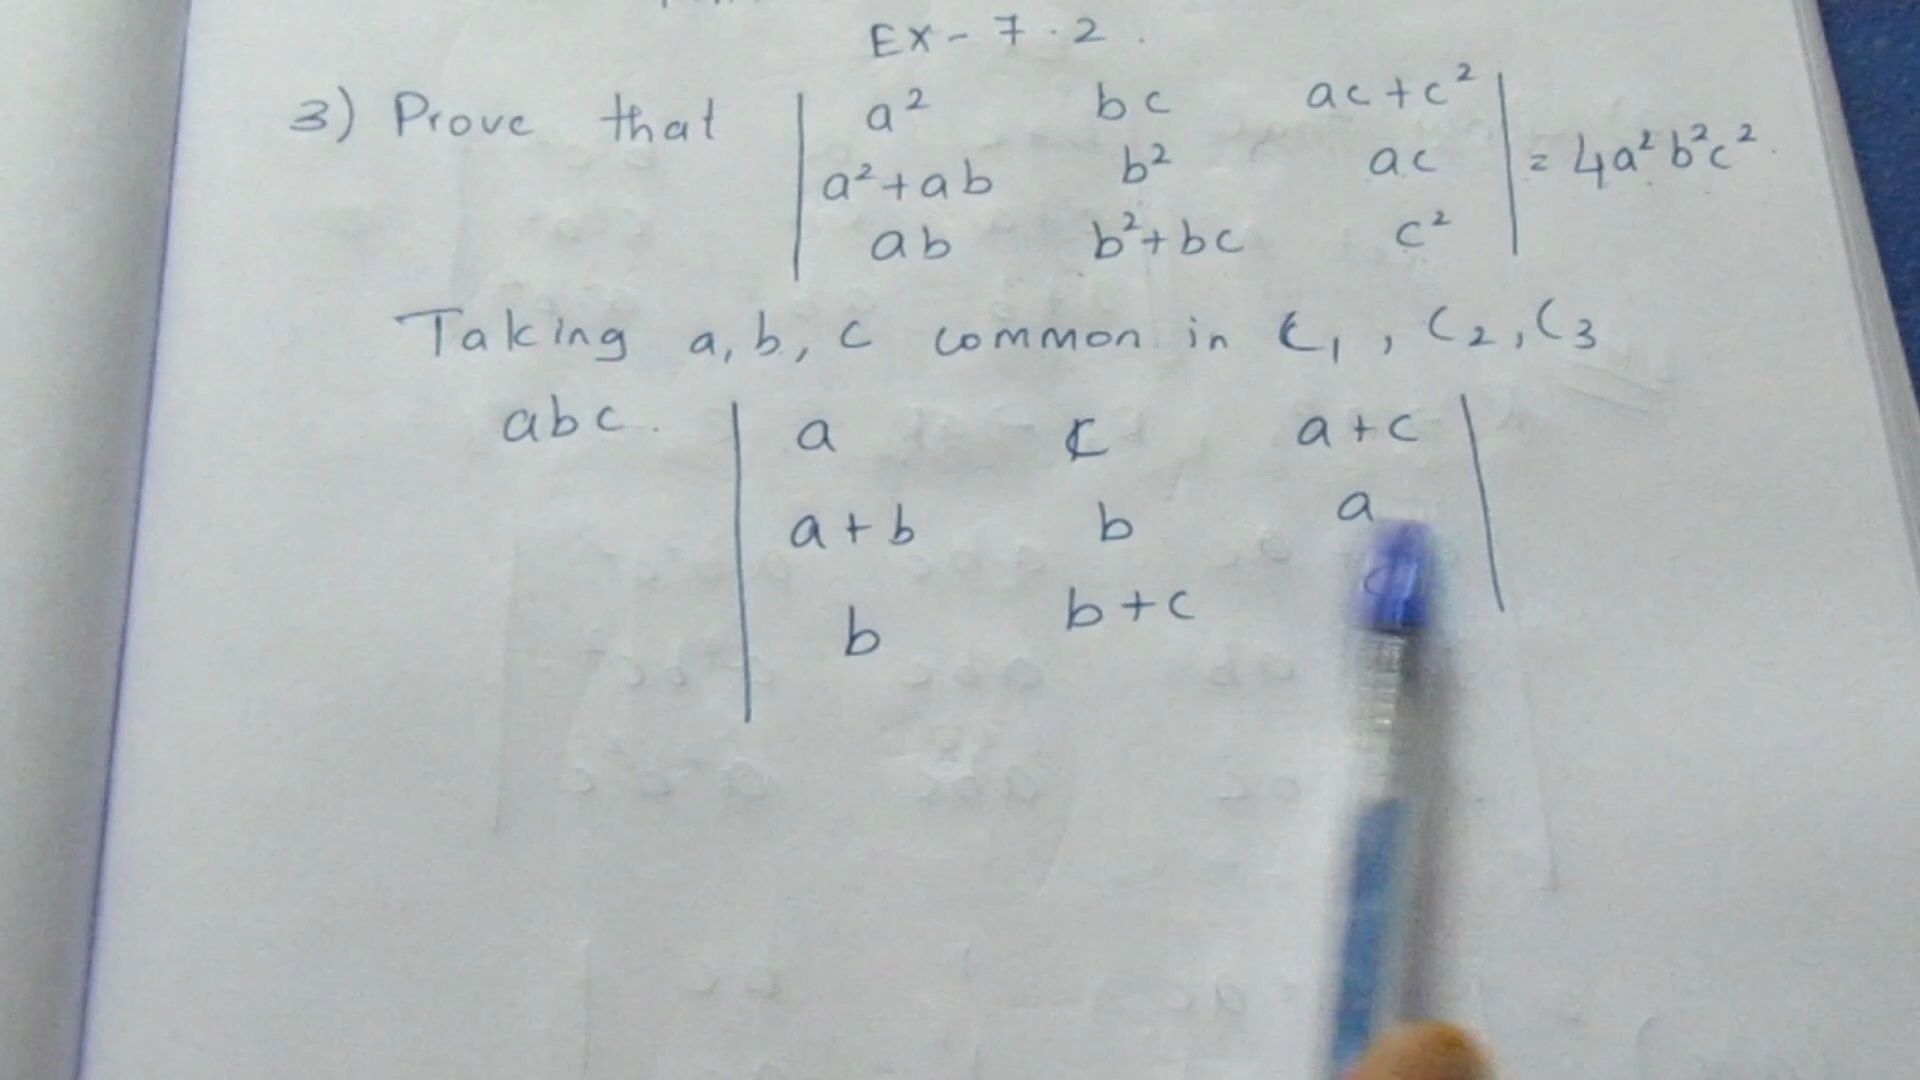 EX - 7.2.
3) Prove that | a² bc ac+c² |
| a²+ab b² ac | = 4a²b²c².
| ab b²+bc c² |
Taking a, b, c common in C₁, C₂, C₃
abc. | a c a+c |
| a+b b a |
| b b+c c |